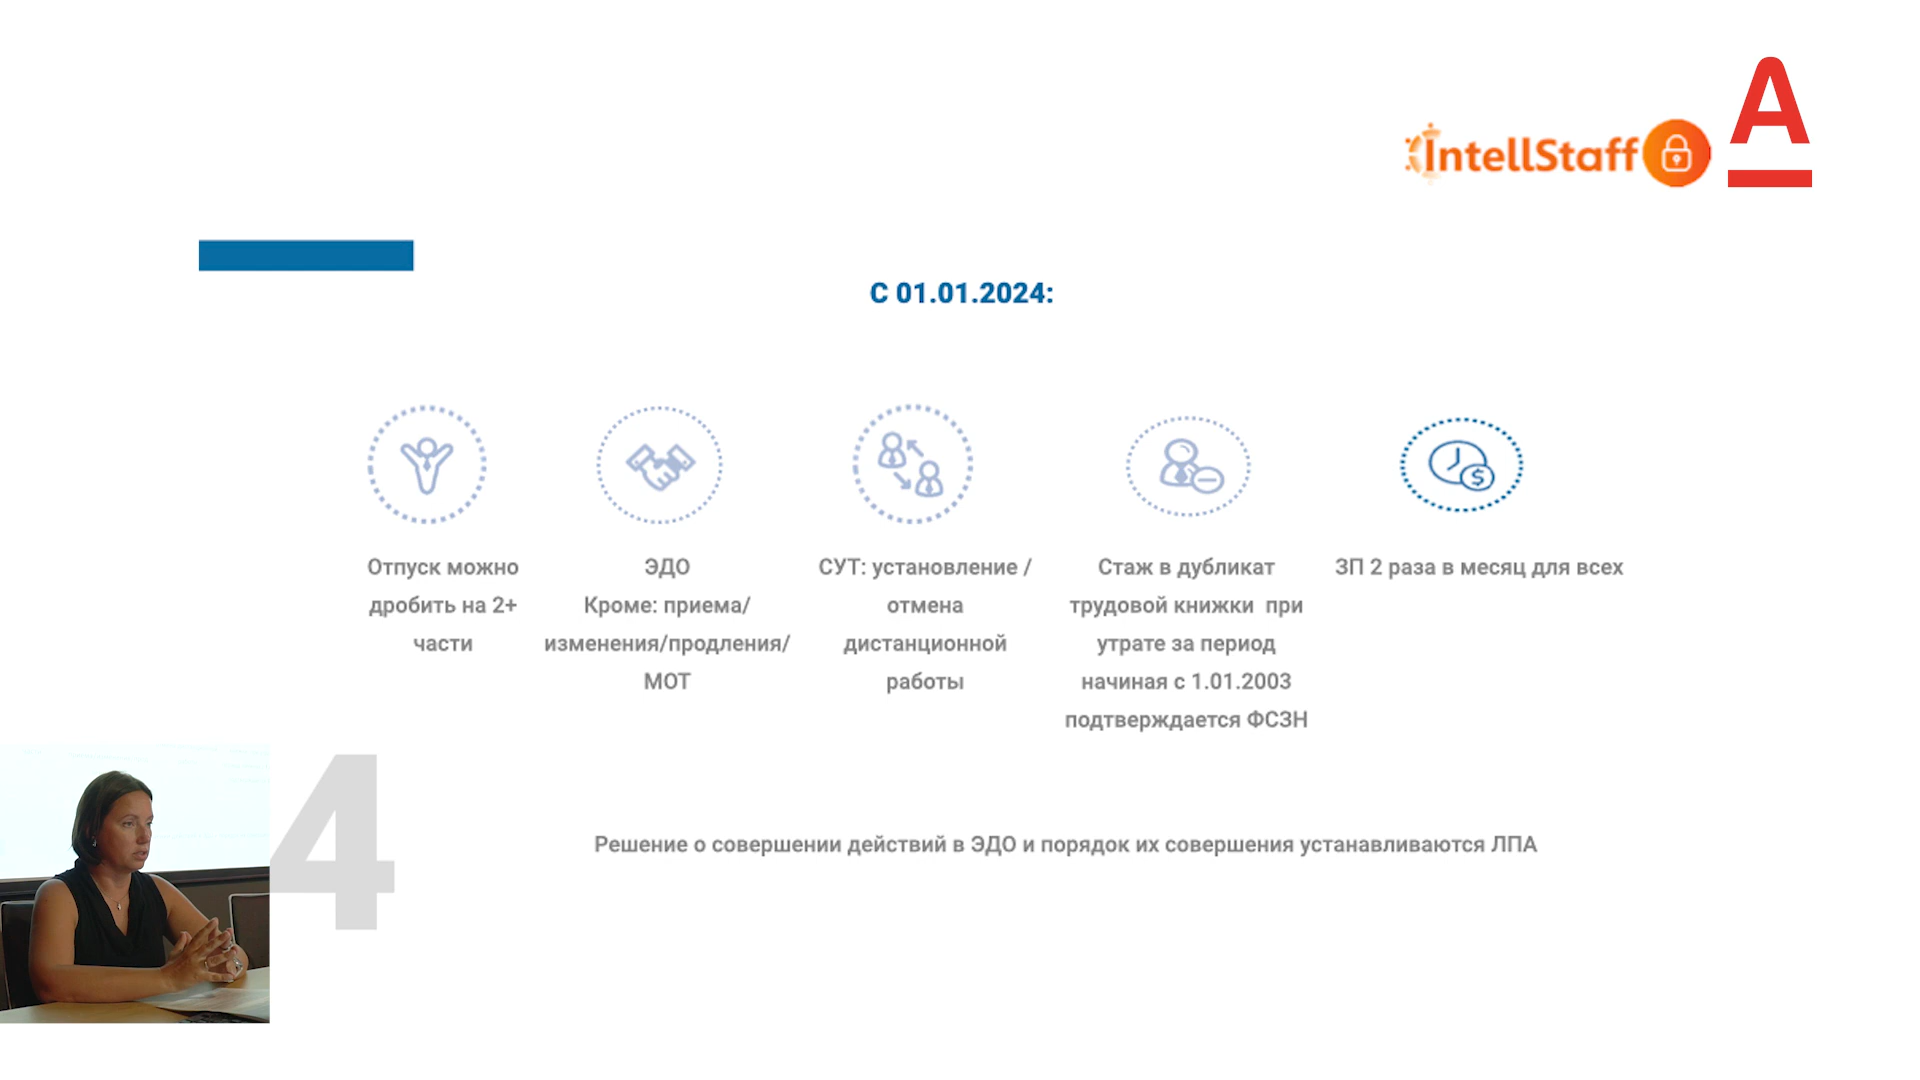 IntellStaff
А
С 01.01.2024:
Отпуск можно
дробить на 2+
части
ЭДО
Кроме: приема/
изменения/продления/
МОТ
СУТ: установление /
отмена
дистанционной
работы
Стаж в дубликат
трудовой книжки при
утрате за период
начиная с 1.01.2003
подтверждается ФСЗН
ЗП 2 раза в месяц для всех
4
Решение о совершении действий в ЭДО и порядок их совершения устанавливаются ЛПА